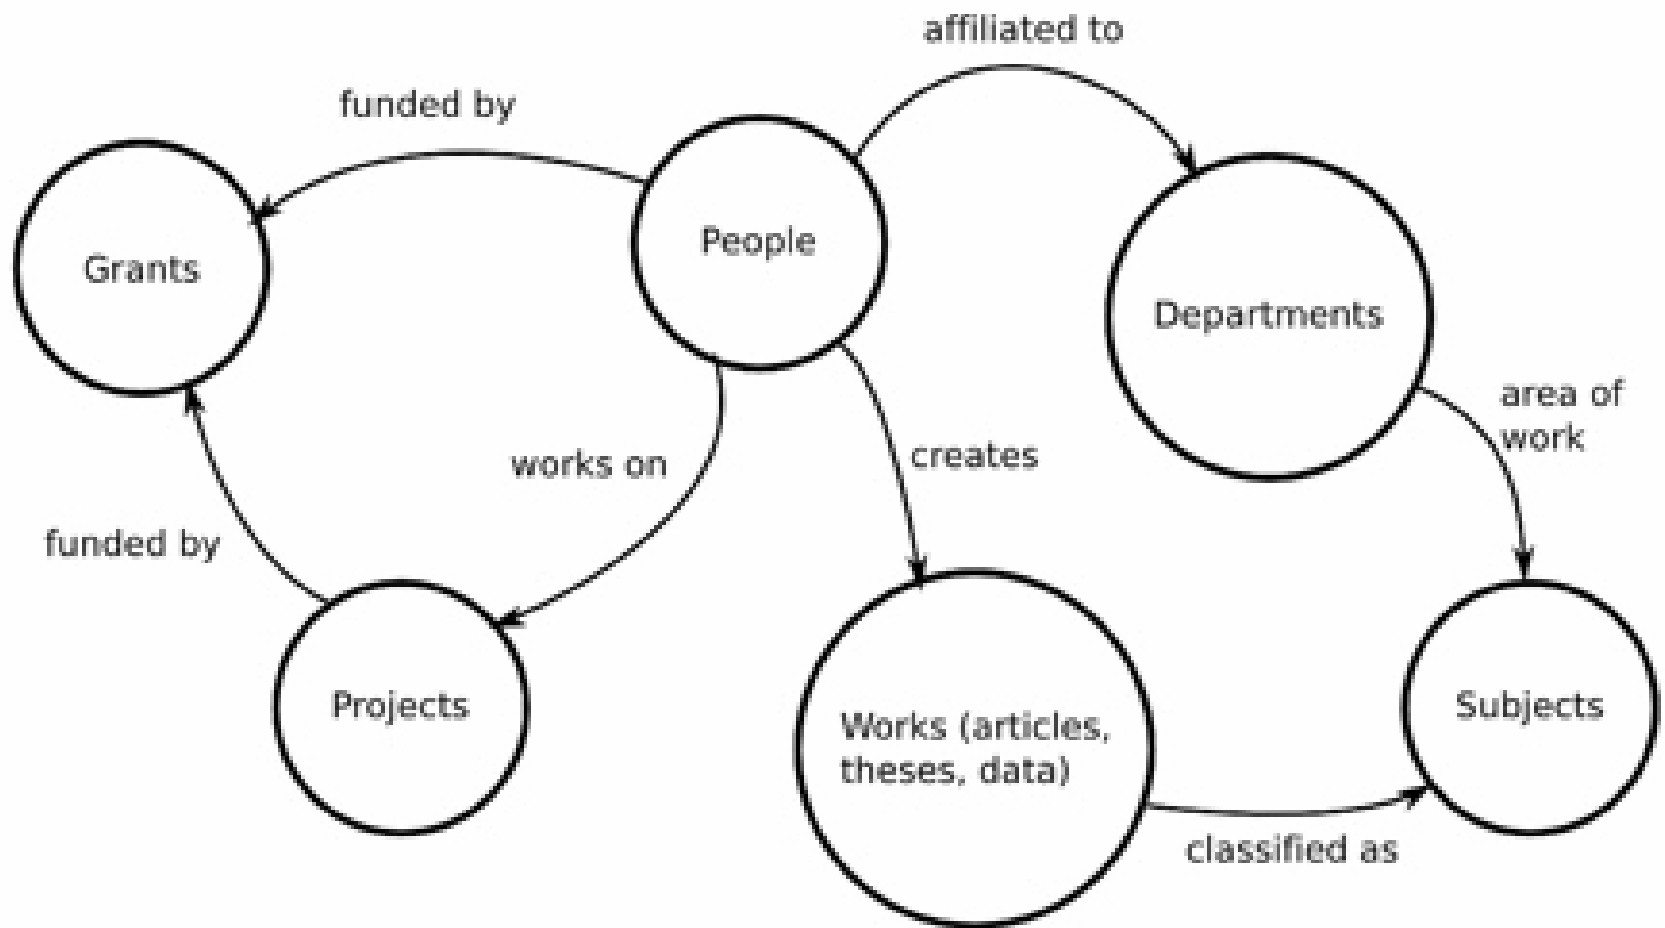 affiliated to
funded by
People
Grants
Departments
area of
work
works on
creates
funded by
Projects
Works (articles,
theses, data)
Subjects
classified as